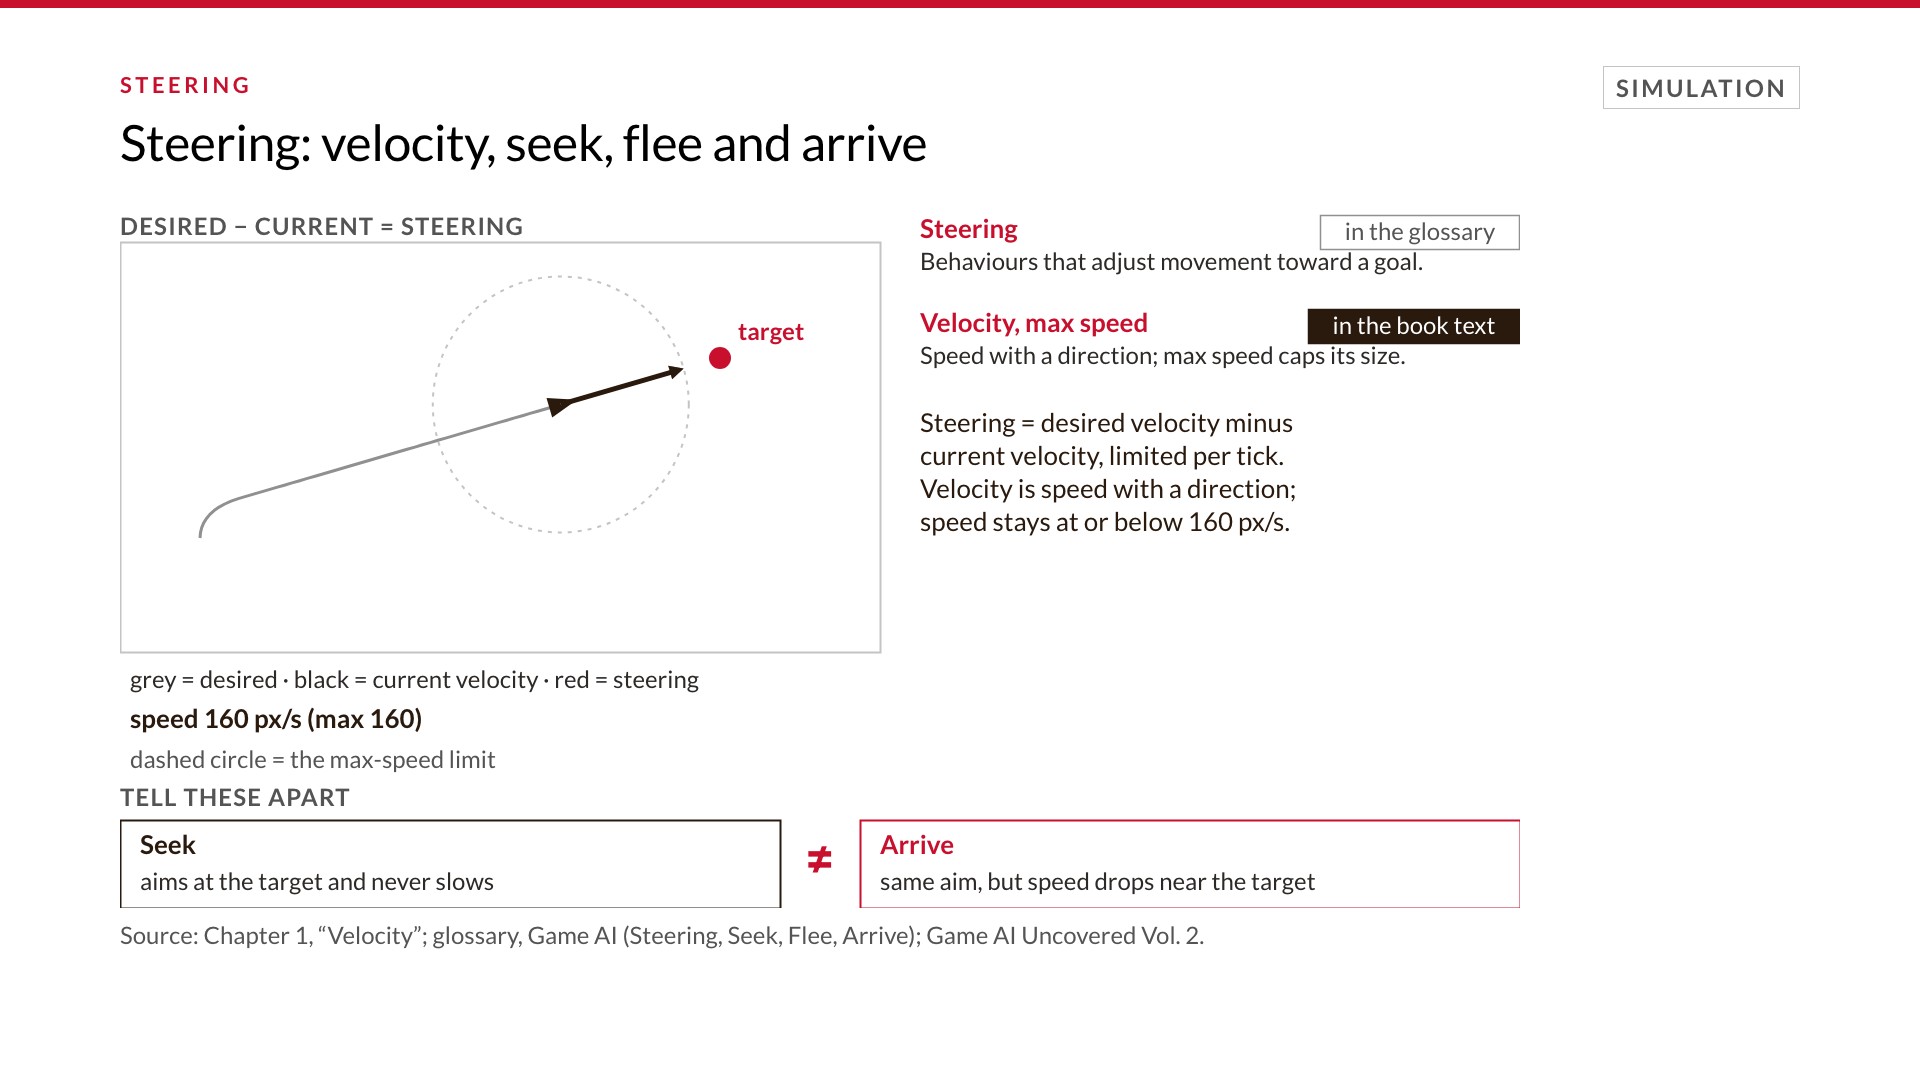 STEERING
SIMULATION
Steering: velocity, seek, flee and arrive
DESIRED – CURRENT = STEERING
target
grey = desired · black = current velocity · red = steering
speed 160 px/s (max 160)
dashed circle = the max-speed limit
Steering
in the glossary
Behaviours that adjust movement toward a goal.
Velocity, max speed
in the book text
Speed with a direction; max speed caps its size.
Steering = desired velocity minus
current velocity, limited per tick.
Velocity is speed with a direction;
speed stays at or below 160 px/s.
TELL THESE APART
Seek
aims at the target and never slows
≠
Arrive
same aim, but speed drops near the target
Source: Chapter 1, “Velocity”; glossary, Game AI (Steering, Seek, Flee, Arrive); Game AI Uncovered Vol. 2.